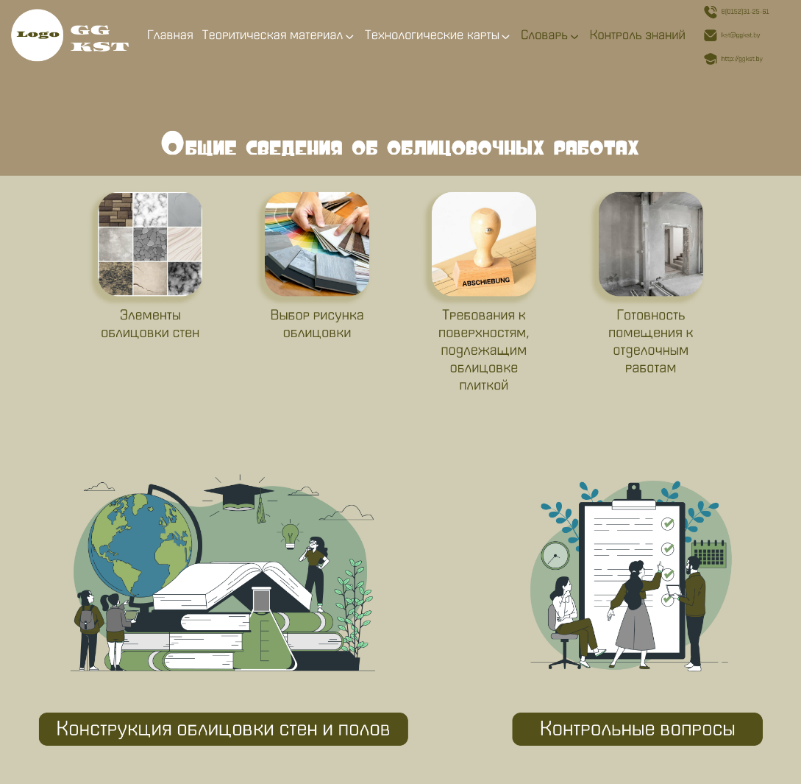 Logo
GG
KST
Главная
Теоритическая материал
Технологические карты
Словарь
Контроль знаний
8(0152)31-25-61
kst@ggkst.by
http://ggkst.by
Общие сведения об облицовочных работах
ABSCHIEBUNG
Элементы
облицовки стен
Выбор рисунка
облицовки
Требования к
поверхностям,
подлежащим
облицовке
плиткой
Готовность
помещения к
отделочным
работам
Конструкция облицовки стен и полов
Контрольные вопросы